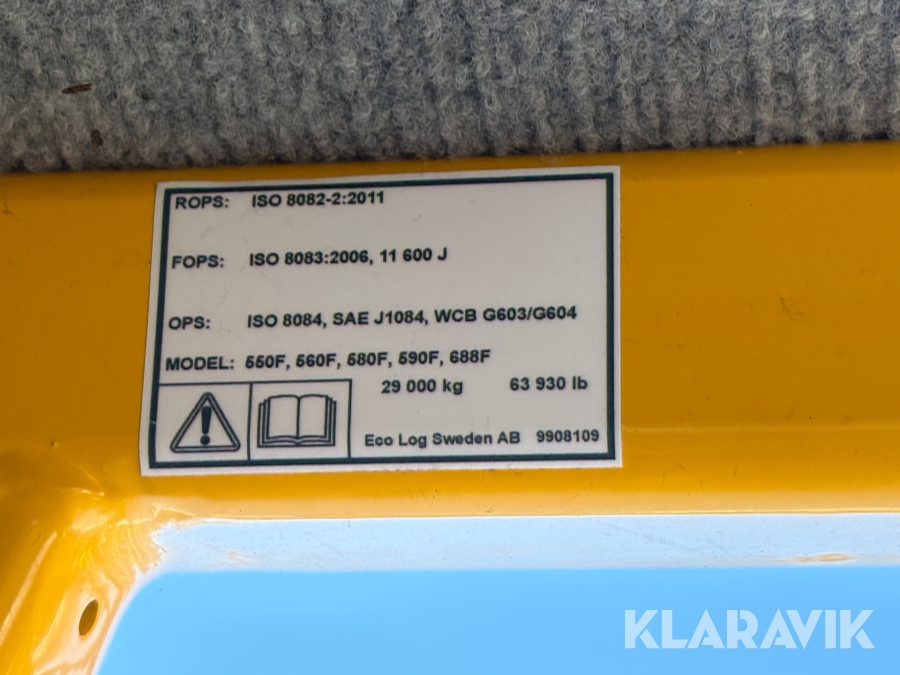 KLARAVIK
ROPS: ISO 8082-2:2011
FOPS: ISO 8083:2006, 11 600 J
OPS: ISO 8084, SAE J1084, WCB G603/G604
MODEL: 550F, 560F, 580F, 590F, 688F
29 000 kg 63 930 lb
Eco Log Sweden AB 9908109
KLARAVIK